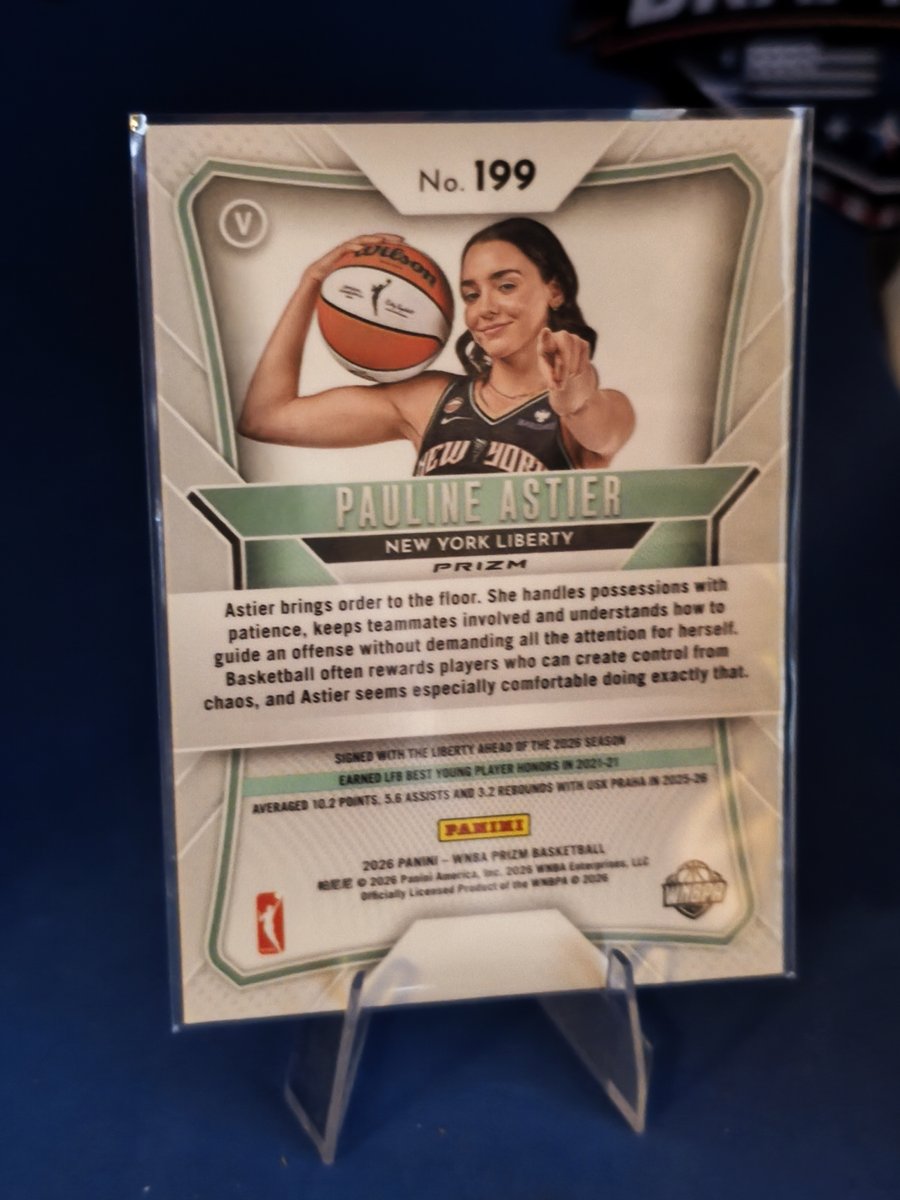 No. 199
V
Wilson
NEW YORK
PAULINE ASTIER
NEW YORK LIBERTY
PRIZM
Astier brings order to the floor. She handles possessions with
patience, keeps teammates involved and understands how to
guide an offense without demanding all the attention for herself.
Basketball often rewards players who can create control from
chaos, and Astier seems especially comfortable doing exactly that.
SIGNED WITH THE LIBERTY AHEAD OF THE 2026 SEASON
EARNED LFB BEST YOUNG PLAYER HONORS IN 2021-21
AVERAGED 10.2 POINTS, 5.6 ASSISTS AND 3.2 REBOUNDS WITH USK PRAHA IN 2025-26
PANINI
2026 PANINI – WNBA PRIZM BASKETBALL
帕尼尼 © 2026 Panini America, Inc. 2026 WNBA Enterprises, LLC
Officially Licensed Product of the WNBPA © 2026
WNBPA